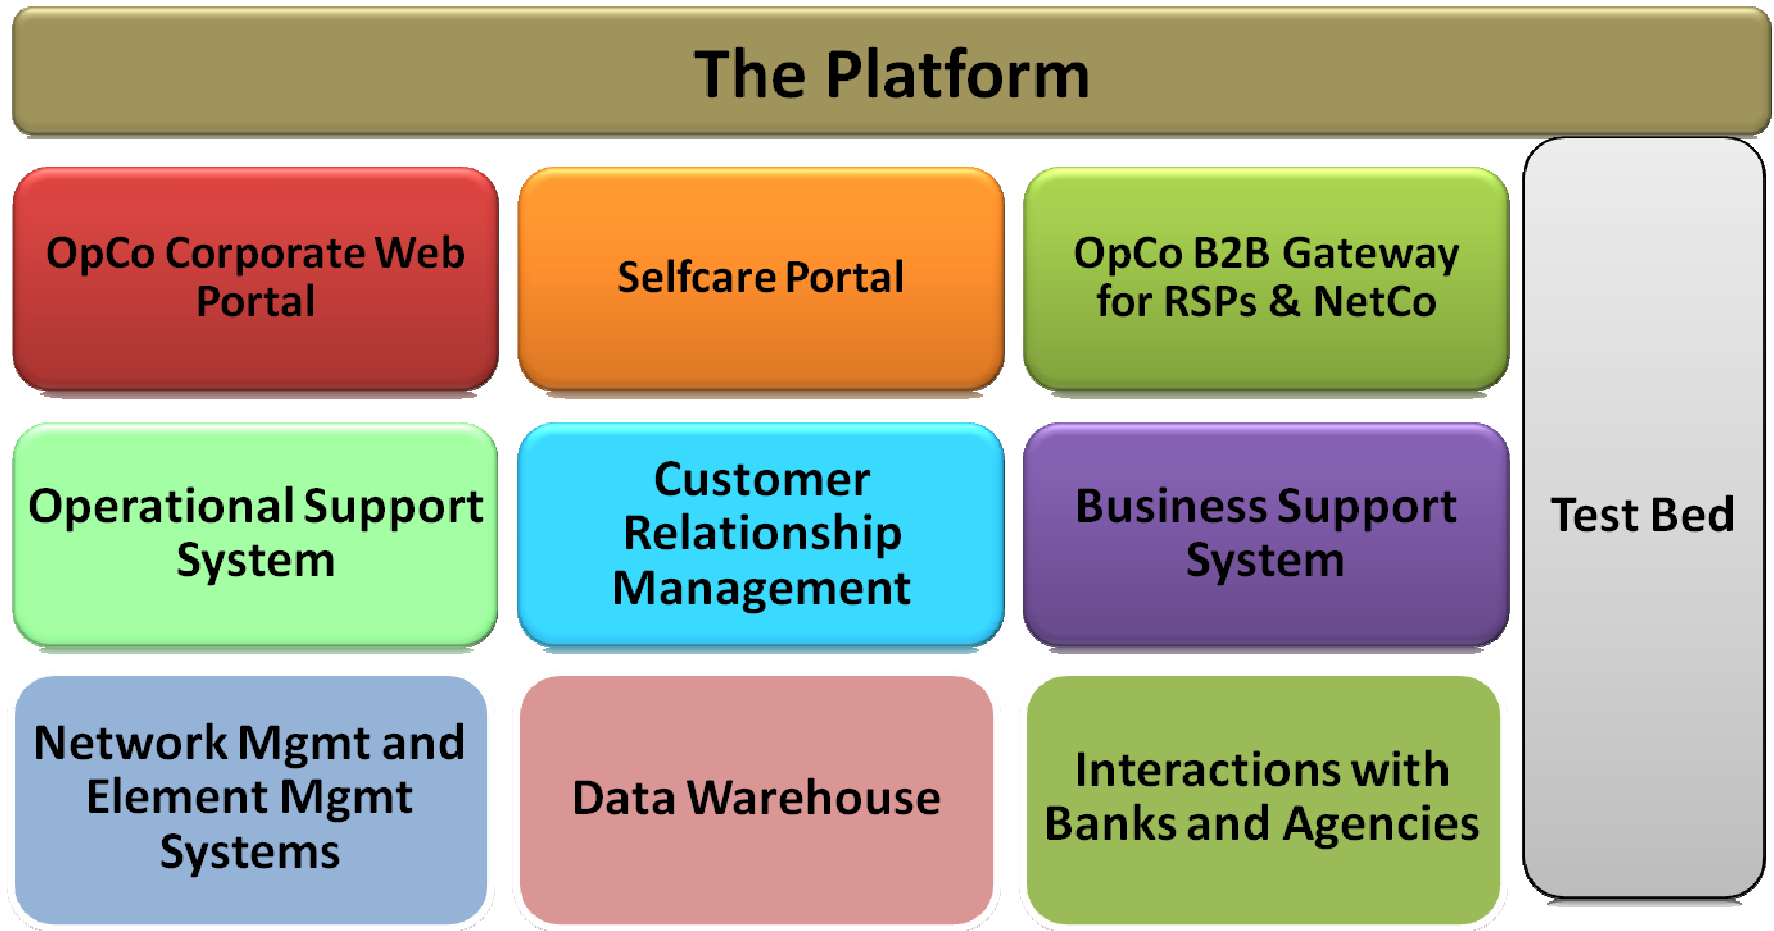 The Platform
OpCo Corporate Web
Portal
Selfcare Portal
OpCo B2B Gateway
for RSPs & NetCo
Operational Support
System
Customer
Relationship
Management
Business Support
System
Test Bed
Network Mgmt and
Element Mgmt
Systems
Data Warehouse
Interactions with
Banks and Agencies